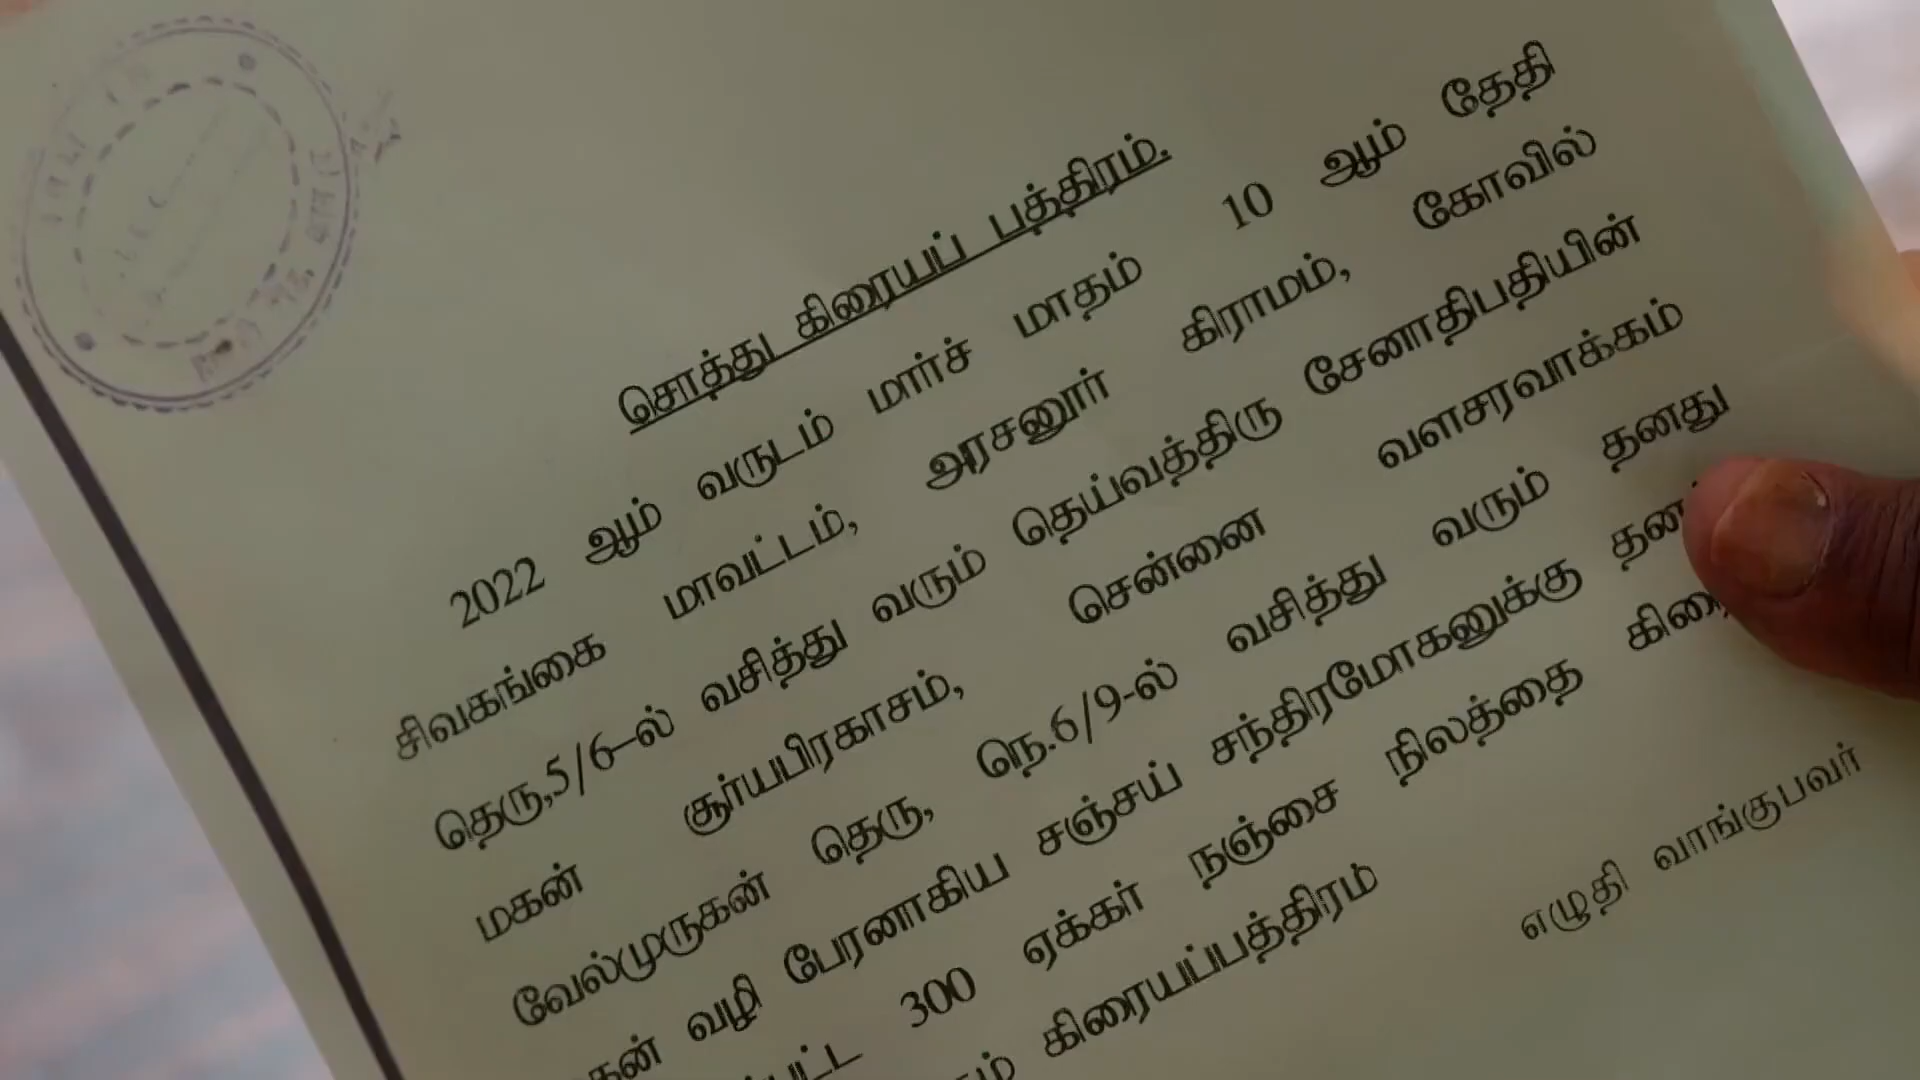 சொத்து கிரையப் பத்திரம்.
2022 ஆம் வருடம் மார்ச் மாதம் 10 ஆம் தேதி
சிவகங்கை மாவட்டம், அரசனூர் கிராமம், கோவில்
தெரு,5/6-ல் வசித்து வரும் தெய்வத்திரு சேனாதிபதியின்
மகன் சூர்யபிரகாசம், சென்னை வளசரவாக்கம்
வேல்முருகன் தெரு, நெ.6/9-ல் வசித்து வரும் தனது
வழி பேரனாகிய சஞ்சய் சந்திரமோகனுக்கு
300 ஏக்கர் நஞ்சை நிலத்தை
கிரையப்பத்திரம்
எழுதி வாங்குபவர்